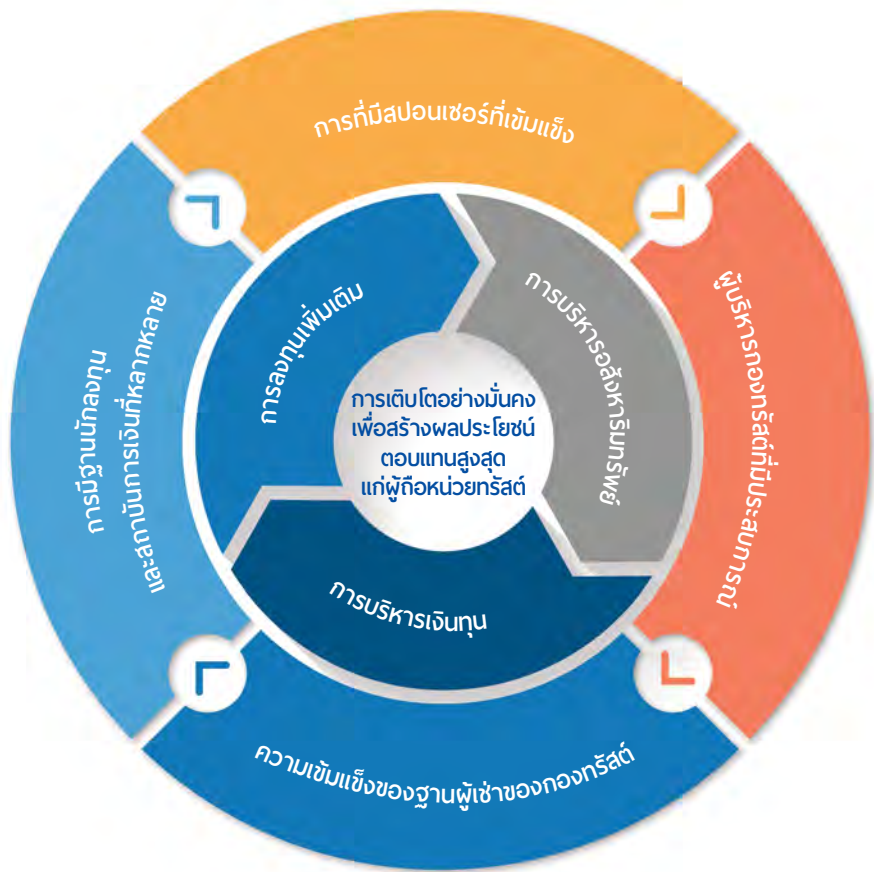 การที่มีสปอนเซอร์ที่เข้มแข็ง
ผู้บริหารกองทรัสต์ที่มีประสบการณ์
ความเข้มแข็งของฐานผู้เช่าของกองทรัสต์
การมีฐานนักลงทุน
และสถาบันการเงินที่หลากหลาย
การลงทุนเพิ่มเติม
การบริหารอสังหาริมทรัพย์
การบริหารเงินทุน
การเติบโตอย่างมั่นคง
เพื่อสร้างผลประโยชน์
ตอบแทนสูงสุด
แก่ผู้ถือหน่วยทรัสต์